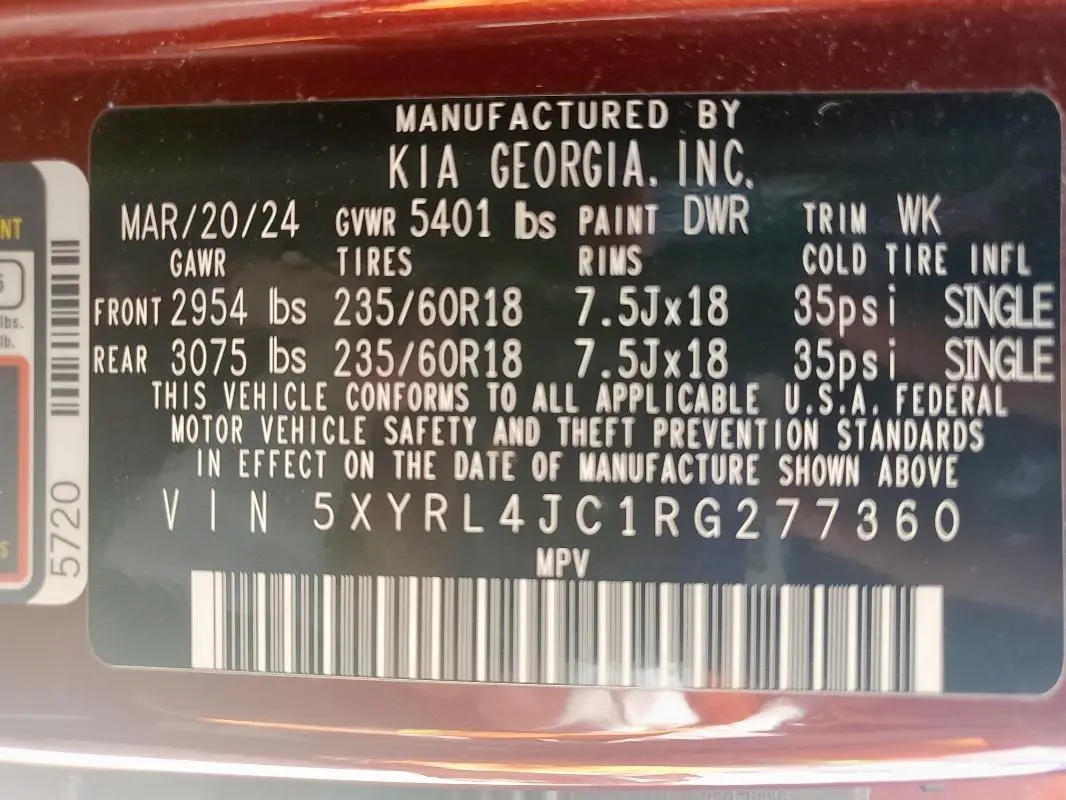 MANUFACTURED BY
KIA GEORGIA. INC.
MAR/20/24 GVWR 5401 lbs PAINT DWR TRIM WK
GAWR TIRES RIMS COLD TIRE INFL
FRONT 2954 lbs 235/60R18 7.5Jx18 35psi SINGLE
REAR 3075 lbs 235/60R18 7.5Jx18 35psi SINGLE
THIS VEHICLE CONFORMS TO ALL APPLICABLE U.S.A. FEDERAL
MOTOR VEHICLE SAFETY AND THEFT PREVENTION STANDARDS
IN EFFECT ON THE DATE OF MANUFACTURE SHOWN ABOVE
VIN 5XYRL4JC1RG277360
MPV
NT
lbs.
lb.
5720